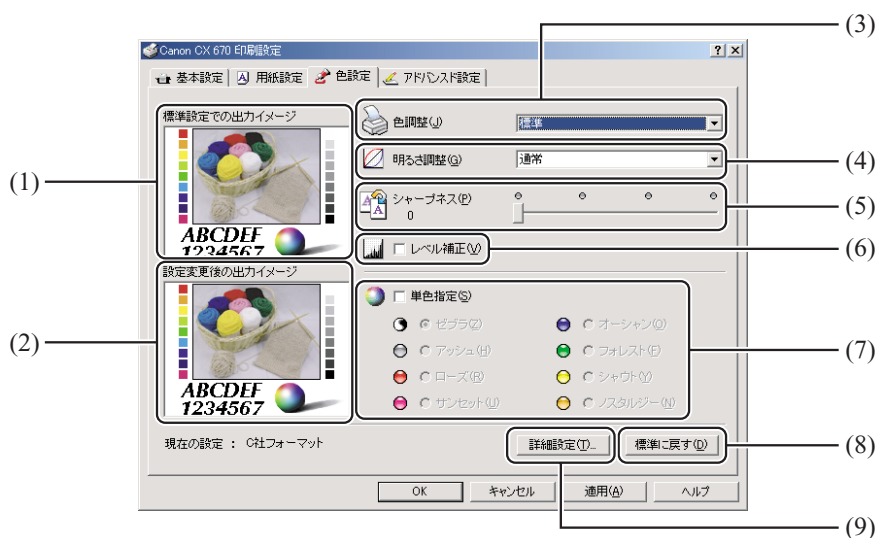 (3)
Canon CX 670 印刷設定
基本設定 用紙設定 色設定 アドバンスド設定
標準設定での出力イメージ
ABCDEF
1234567
(1)
色調整(J) 標準
明るさ調整(G) 通常
(4)
シャープネス(P)
0
(5)
レベル補正(V)
(6)
設定変更後の出力イメージ
ABCDEF
1234567
(2)
単色指定(S)
ゼブラ(Z) オーシャン(O)
アッシュ(H) フォレスト(F)
ローズ(R) シャウト(Y)
サンセット(U) ノスタルジー(N)
(7)
現在の設定 : C社フォーマット
詳細設定(T)... 標準に戻す(D)
(8)
OK キャンセル 適用(A) ヘルプ
(9)